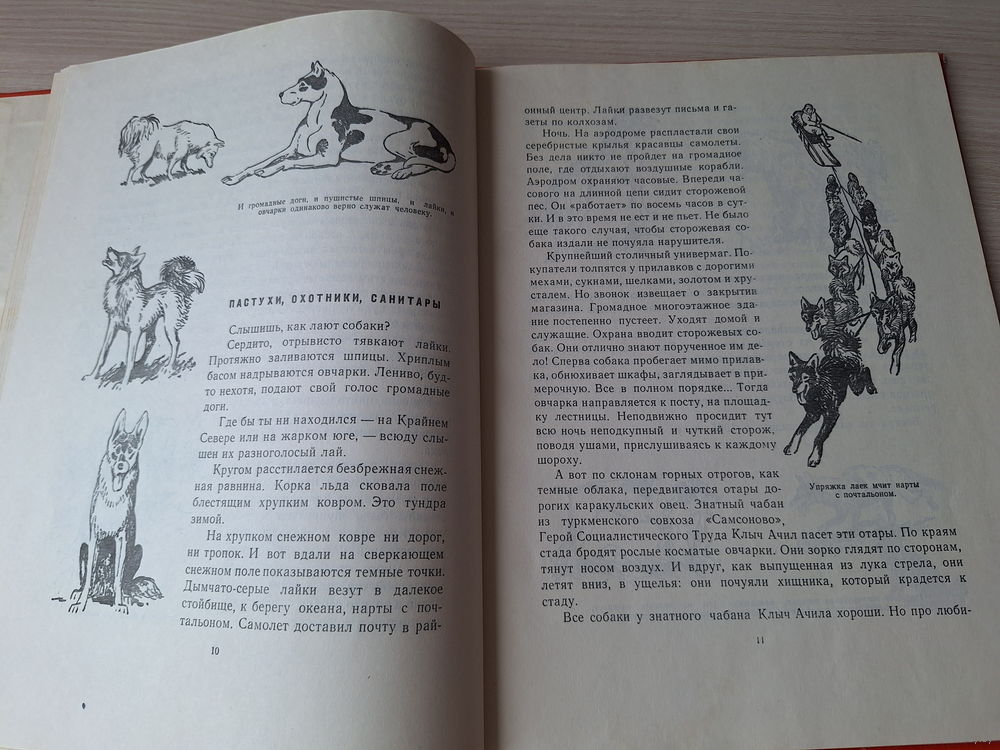 И громадные доги, и пушистые шпицы, и лайки, и
овчарки одинаково верно служат человеку.
ПАСТУХИ, ОХОТНИКИ, САНИТАРЫ
Слышишь, как лают собаки?
Сердито, отрывисто тявкают лайки.
Протяжно заливаются шпицы. Хриплым
басом надрываются овчарки. Лениво, буд-
то нехотя, подают свой голос громадные
доги.
Где бы ты ни находился — на Крайнем
Севере или на жарком юге, — всюду слы-
шен их разноголосый лай.
Кругом расстилается безбрежная снеж-
ная равнина. Корка льда сковала поле
блестящим хрупким ковром. Это тундра
зимой.
На хрупком снежном ковре ни дорог,
ни тропок. И вот вдали на сверкающем
снежном поле показываются темные точки.
Дымчато-серые лайки везут в далекое
стойбище, к берегу океана, нарты с поч-
тальоном. Самолет доставил почту в рай-
10
онный центр. Лайки развезут письма и га-
зеты по колхозам.
Ночь. На аэродроме распластали свои
серебристые крылья красавцы самолеты.
Без дела никто не пройдет на громадное
поле, где отдыхают воздушные корабли.
Аэродром охраняют часовые. Впереди ча-
сового на длинной цепи сидит сторожевой
пес. Он «работает» по восемь часов в сут-
ки. И в это время не ест и не пьет. Не было
еще такого случая, чтобы сторожевая со-
бака издали не почуяла нарушителя.
Крупнейший столичный универмаг. По-
купатели толпятся у прилавков с дорогими
мехами, сукнами, шелками, золотом и хру-
сталем. Но звонок извещает о закрытии
магазина. Громадное многоэтажное зда-
ние постепенно пустеет. Уходят домой и
служащие. Охрана вводит сторожевых со-
бак. Они отлично знают порученное им де-
ло! Сперва собака пробегает мимо прилав-
ка, обнюхивает шкафы, заглядывает в при-
мерочную. Все в полном порядке... Тогда
овчарка направляется к посту, на площад-
ку лестницы. Неподвижно просидит тут
всю ночь неподкупный и чуткий сторож,
поводя ушами, прислушиваясь к каждому
шороху.
А вот по склонам горных отрогов, как
темные облака, передвигаются отары до-
рогих каракульских овец. Знатный чабан
из туркменского совхоза «Самсоново»,
Герой Социалистического Труда Клыч Ачил пасет эти отары. По краям
стада бродят рослые косматые овчарки. Они зорко глядят по сторонам,
тянут носом воздух. И вдруг, как выпущенная из лука стрела, они
летят вниз, в ущелья: они почуяли хищника, который крадется к
стаду.
Все собаки у знатного чабана Клыч Ачила хороши. Но про люби-
Упряжка лаек мчит нарты
с почтальоном.
11